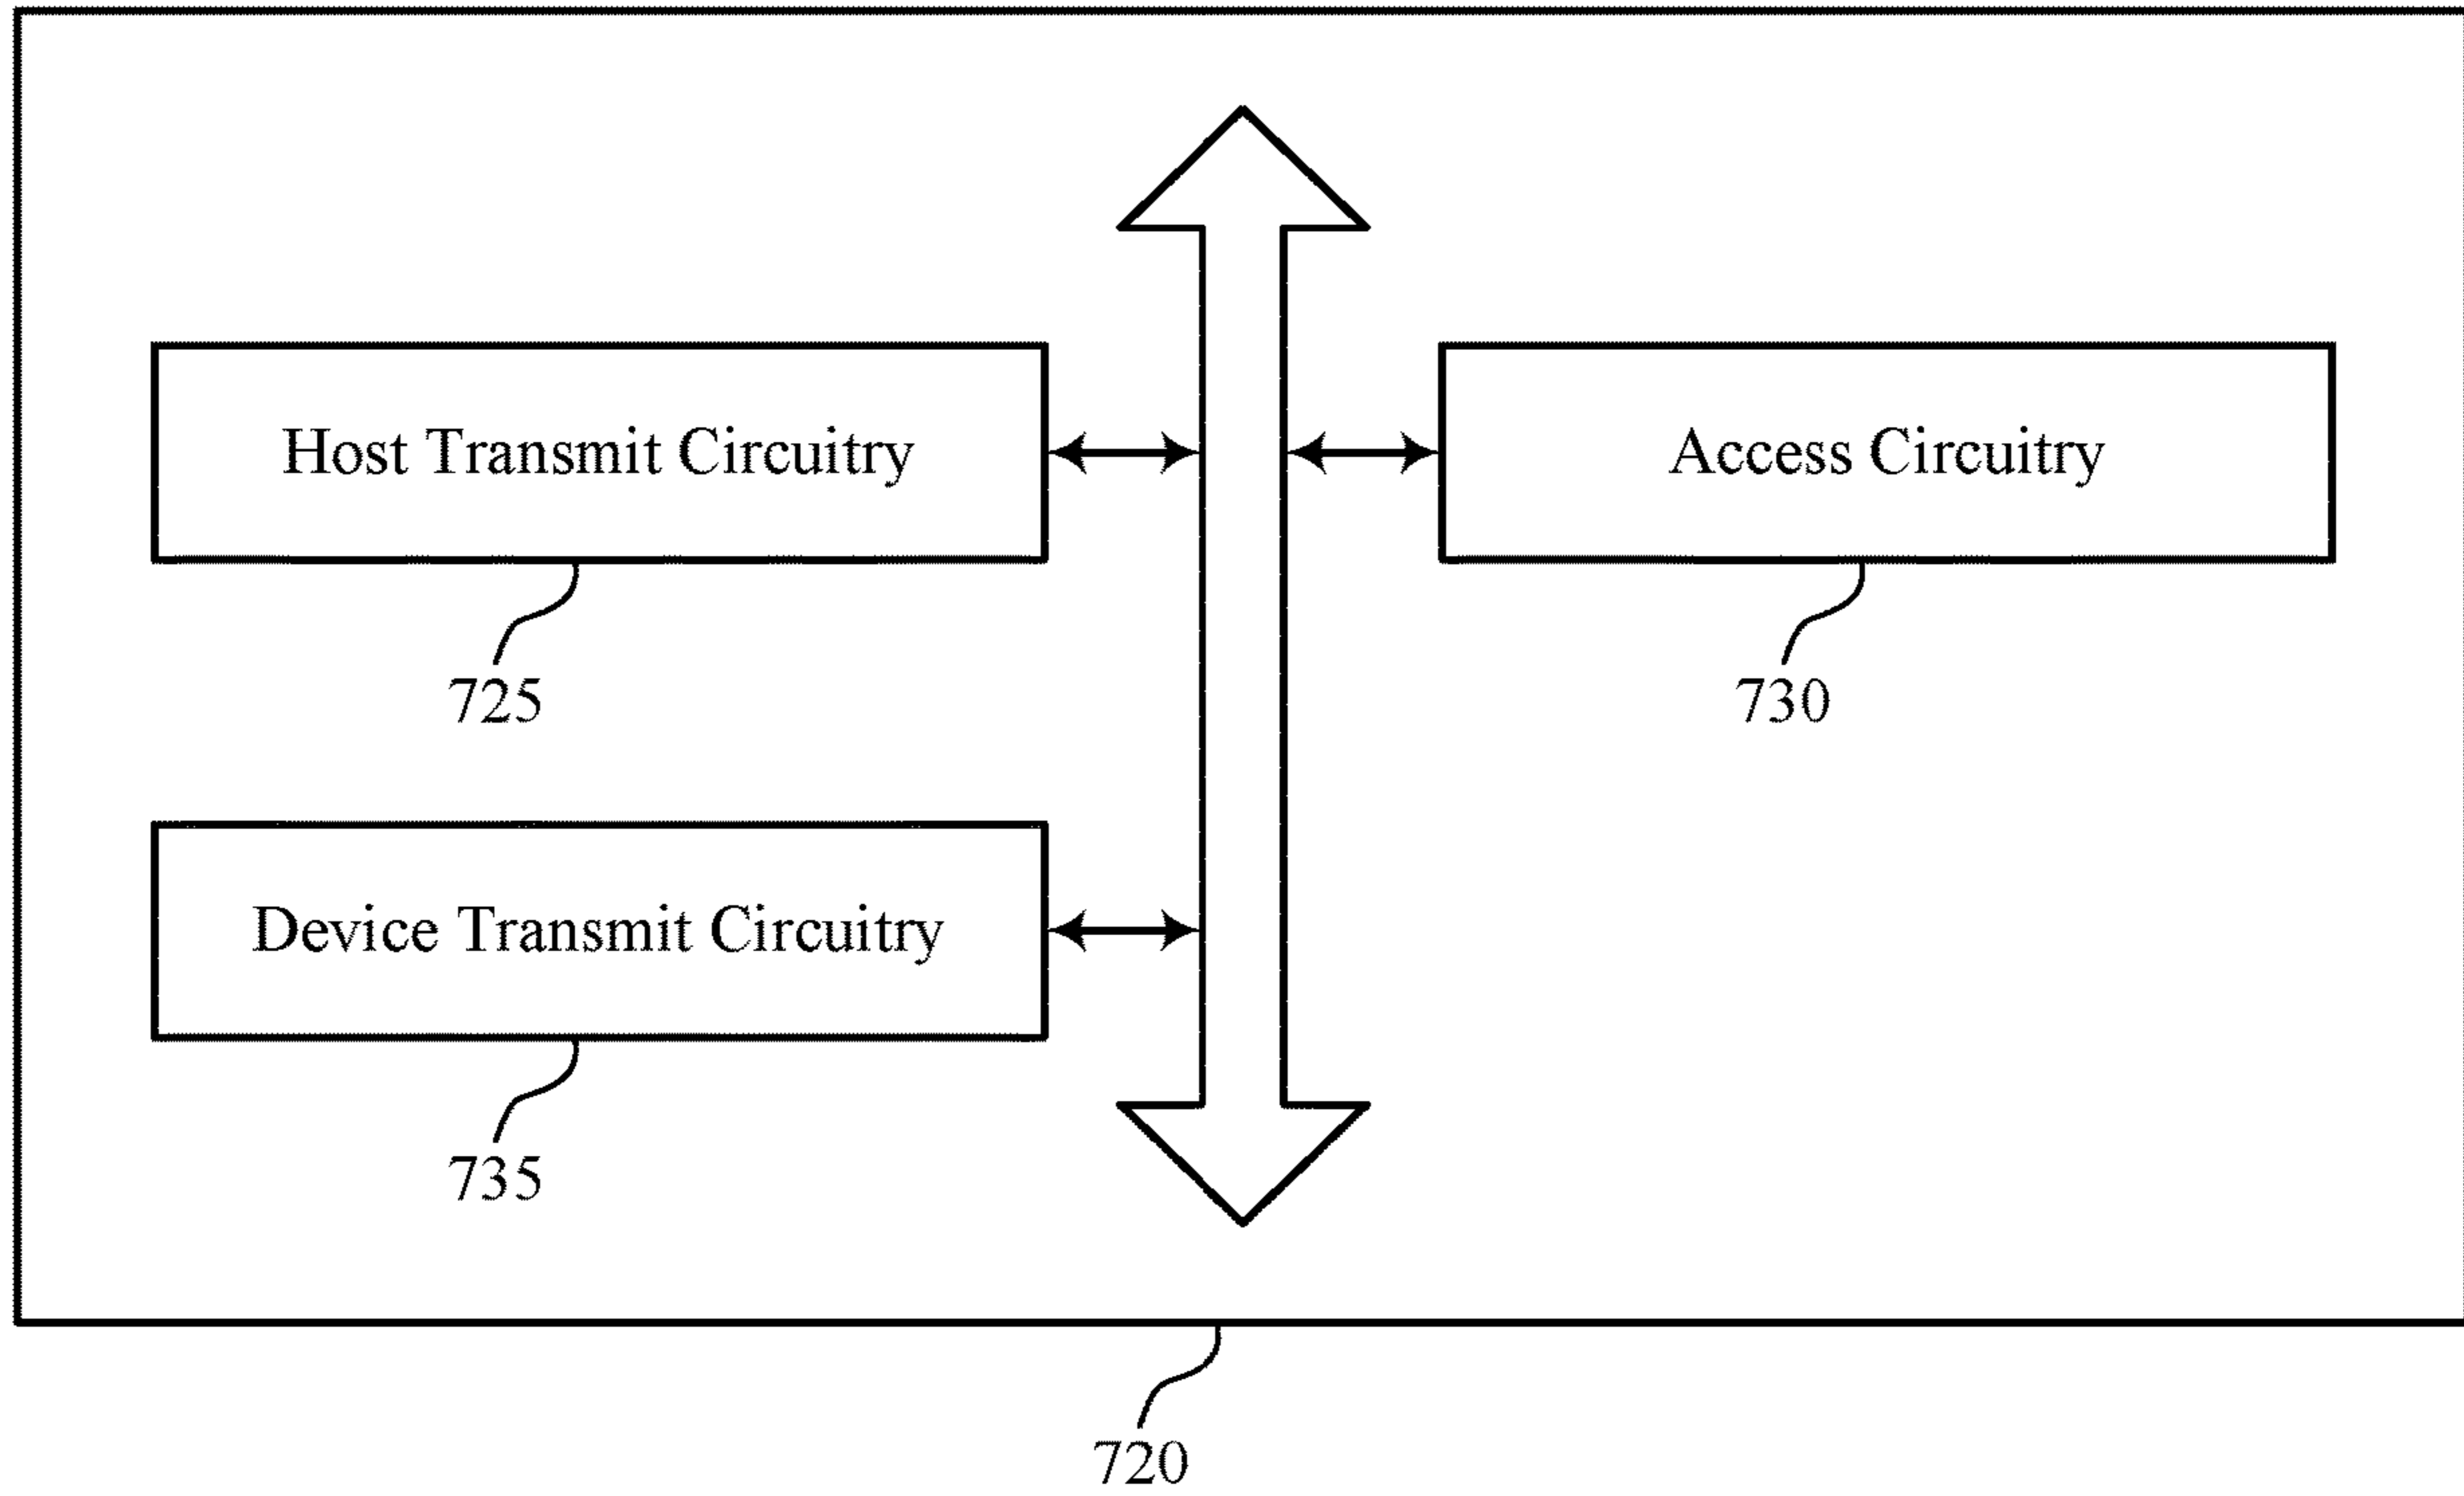 Host Transmit Circuitry
Access Circuitry
725
730
Device Transmit Circuitry
735
720